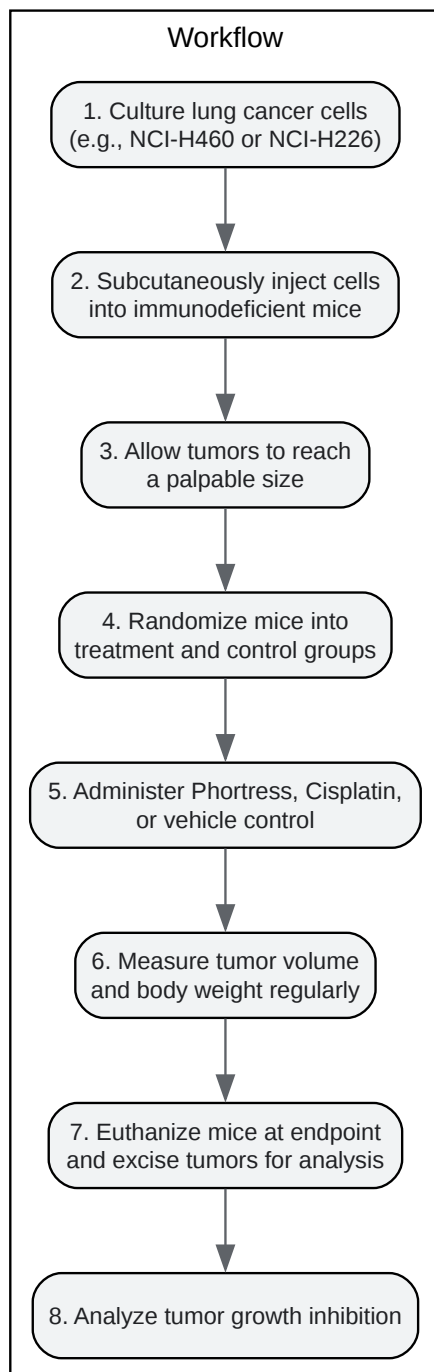 Workflow
1. Culture lung cancer cells
(e.g., NCI-H460 or NCI-H226)
2. Subcutaneously inject cells
into immunodeficient mice
3. Allow tumors to reach
a palpable size
4. Randomize mice into
treatment and control groups
5. Administer Phortress, Cisplatin,
or vehicle control
6. Measure tumor volume
and body weight regularly
7. Euthanize mice at endpoint
and excise tumors for analysis
8. Analyze tumor growth inhibition